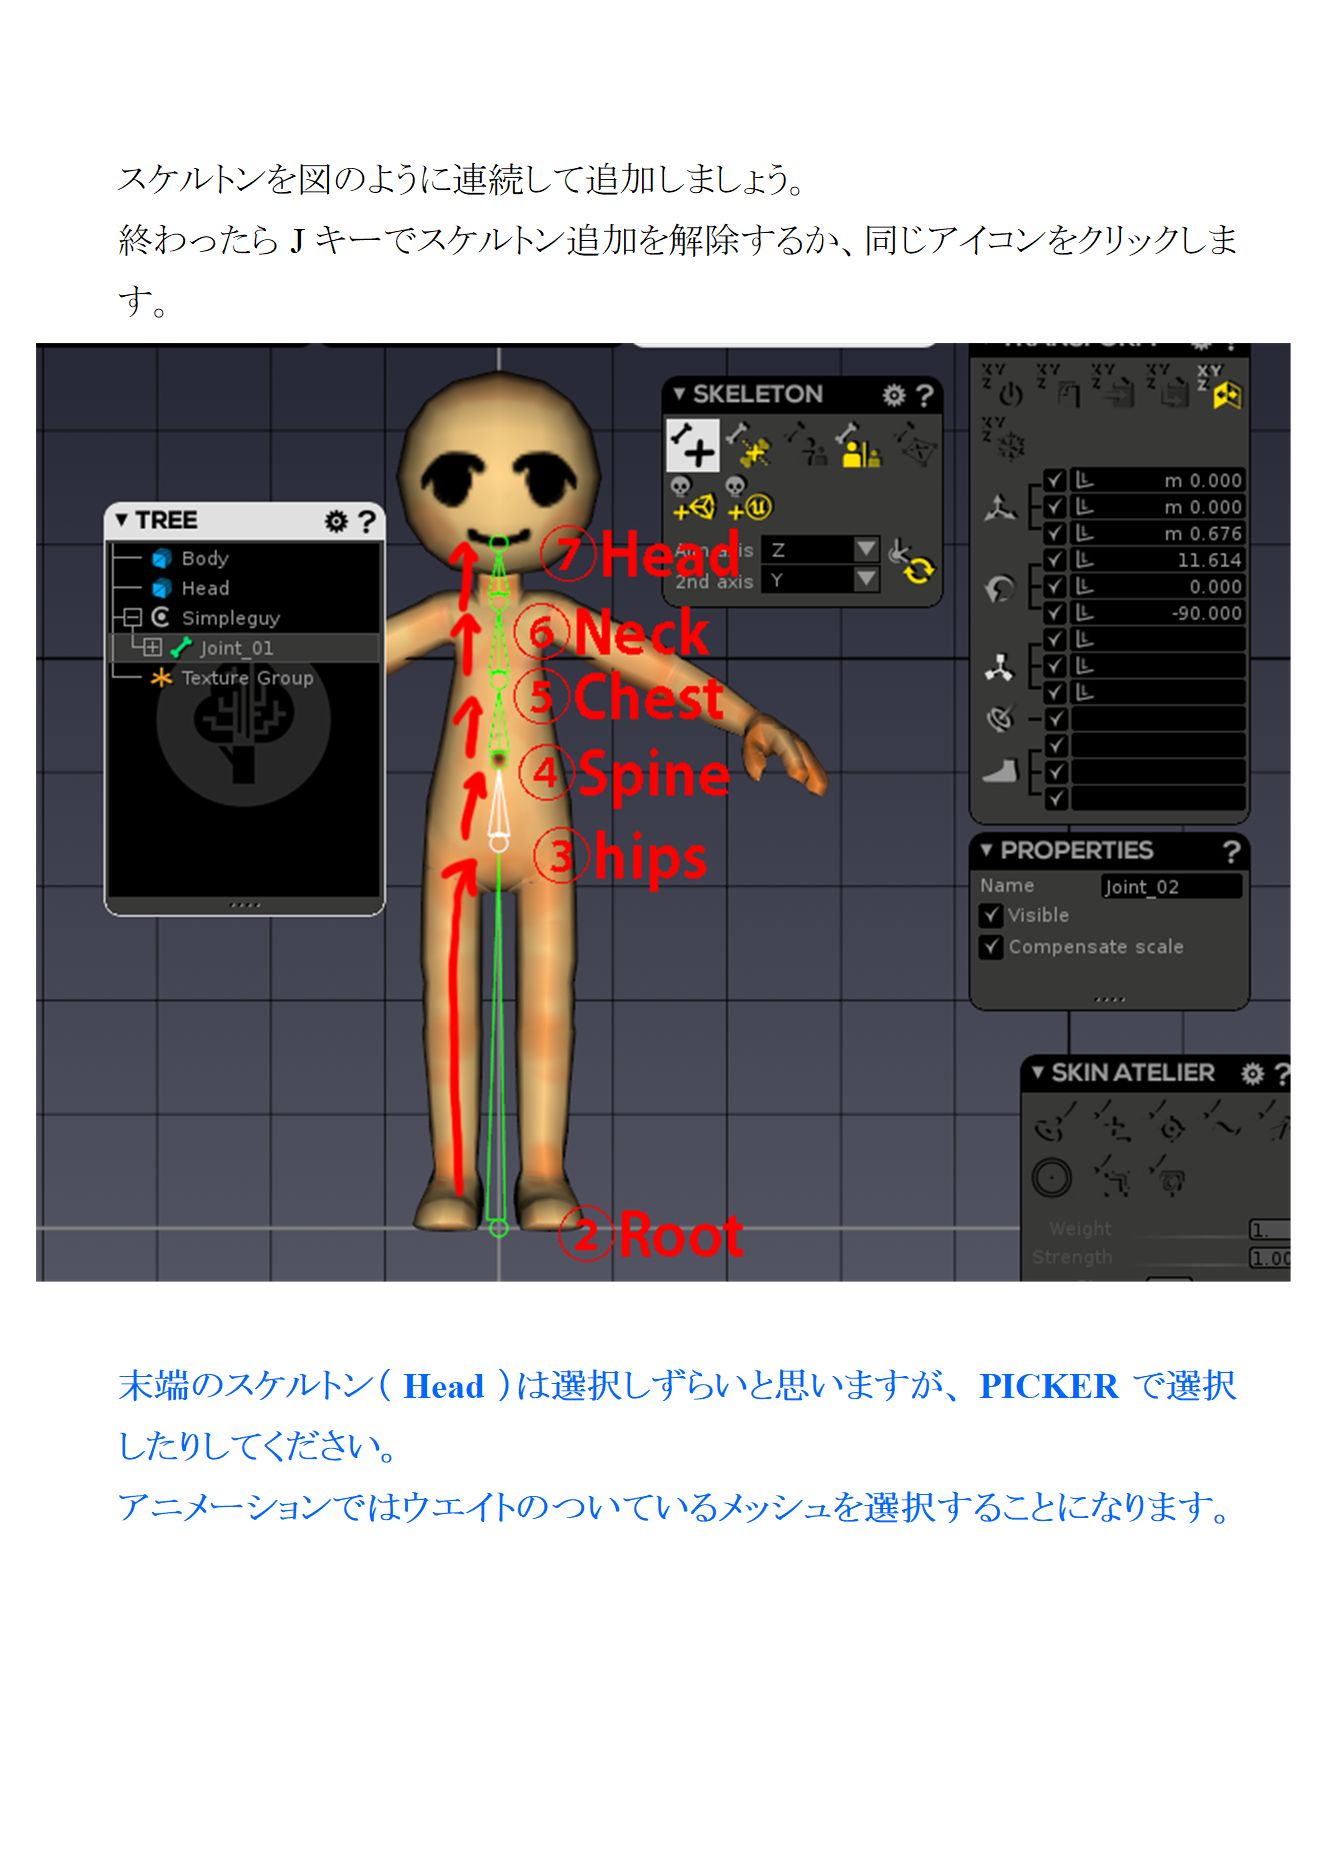 スケルトンを図のように連続して追加しましょう。
終わったら J キーでスケルトン追加を解除するか、同じアイコンをクリックしま
す。
SKELETON
?
Z
2nd axis
Y
TREE
?
Body
Head
Simpleguy
Joint_01
Texture Group
⑦Head
⑥Neck
⑤Chest
④Spine
③hips
②Root
XYZ
XYZ
XYZ
XYZ
XYZ
XYZ
m 0.000
m 0.000
m 0.676
11.614
0.000
-90.000
PROPERTIES
?
Name
Joint_02
Visible
Compensate scale
SKIN ATELIER
?
Weight
1.
Strength
1.00
末端のスケルトン（ Head ）は選択しずらいと思いますが、 PICKER で選択
したりしてください。
アニメーションではウエイトのついているメッシュを選択することになります。